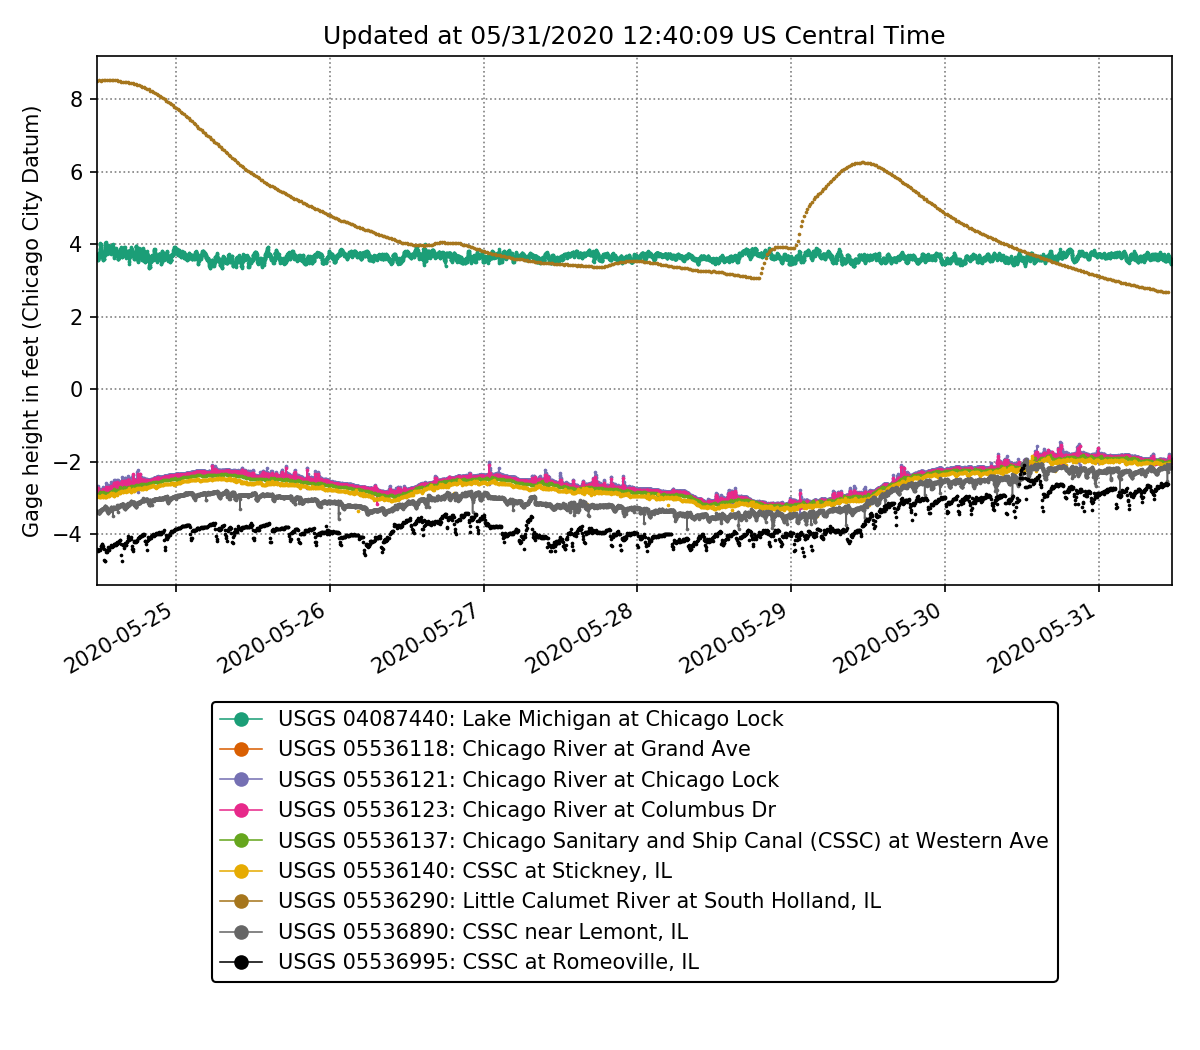 Updated at 05/31/2020 12:40:09 US Central Time
Gage height in feet (Chicago City Datum)
8
6
4
2
0
−2
−4
2020-05-25
2020-05-26
2020-05-27
2020-05-28
2020-05-29
2020-05-30
2020-05-31
USGS 04087440: Lake Michigan at Chicago Lock
USGS 05536118: Chicago River at Grand Ave
USGS 05536121: Chicago River at Chicago Lock
USGS 05536123: Chicago River at Columbus Dr
USGS 05536137: Chicago Sanitary and Ship Canal (CSSC) at Western Ave
USGS 05536140: CSSC at Stickney, IL
USGS 05536290: Little Calumet River at South Holland, IL
USGS 05536890: CSSC near Lemont, IL
USGS 05536995: CSSC at Romeoville, IL